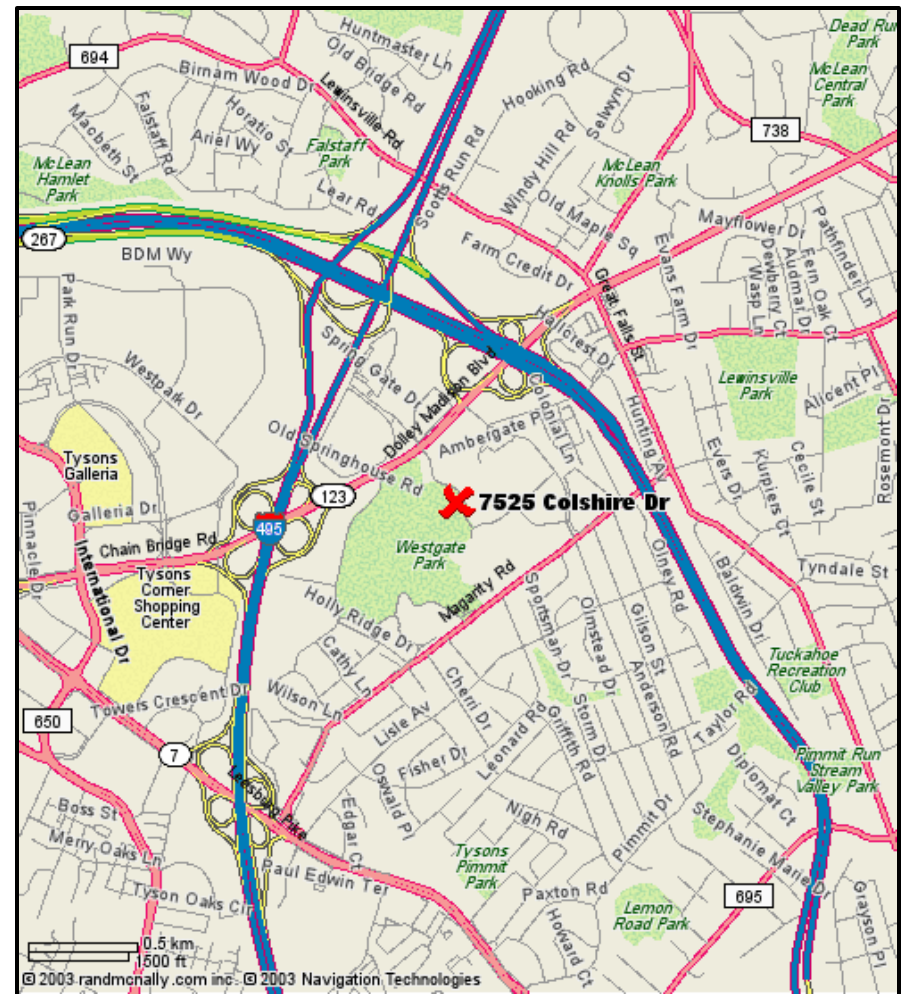 Dead Run
Park
Huntmaster Ln
694
Old Bridge Rd
Birnam Wood Dr
Lewinsville Rd
Hooking Rd
Selwyn Dr
McLean
Central
Park
Macbeth St
Falstaff Rd
Horatio St
Ariel Wy
Falstaff
Park
738
McLean
Hamlet
Park
Lear Rd
Scotts Run Rd
Windy Hill Rd
McLean
Knolls Park
Old Maple Sq
Mayflower Dr
Pathfinder Ln
267
BDM Wy
Farm Credit Dr
Evans Farm Dr
Dewberry Ct
Wasp Ln
Audmar Dr
Fern Oak Ct
Great Falls St
Park Run Dr
Westpark Dr
Spring Gate Dr
Hallcrest Dr
Dolley Madison Blvd
Colonial Ln
Lewinsville
Park
Alicent Pl
Rosemont Dr
Old Springhouse Rd
Ambergate Pl
Hunting Av
Tysons
Galleria
123
7525 Colshire Dr
Evers Dr
Kurpiers Ct
Cecile St
Pinnacle Dr
Galleria Dr
495
Chain Bridge Rd
International Dr
Westgate
Park
Tysons
Corner
Shopping
Center
Magarity Rd
Olney Rd
Baldwin Dr
Tyndale St
Holly Ridge Dr
Sportsman Dr
Olmstead Dr
Gilson St
Anderson Rd
Cathy Ln
Cherri Dr
Tuckahoe
Recreation
Club
Towers Crescent Dr
Wilson Ln
Lisle Av
Leonard Rd
Griffith Rd
Storm Dr
Taylor Rd
650
7
Fisher Dr
Oswald Pl
Diplomat Ct
Pimmit Run
Stream
Valley Park
Leesburg Pike
Edgar Ct
Nigh Rd
Pimmit Dr
Stephanie Marie Dr
Boss St
Merry Oaks Ln
Tyson Oaks Cir
Paul Edwin Ter
Tysons
Pimmit
Park
Paxton Rd
Howard Ct
Lemon
Road Park
695
Grayson Pl
0.5 km
1500 ft
© 2003 randmcnally.com inc. © 2003 Navigation Technologies